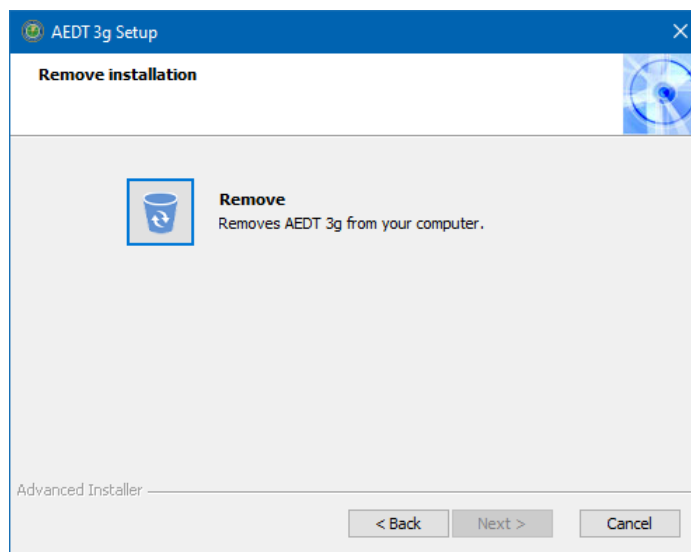 AEDT 3g Setup
Remove installation
Remove
Removes AEDT 3g from your computer.
Advanced Installer
< Back
Next >
Cancel